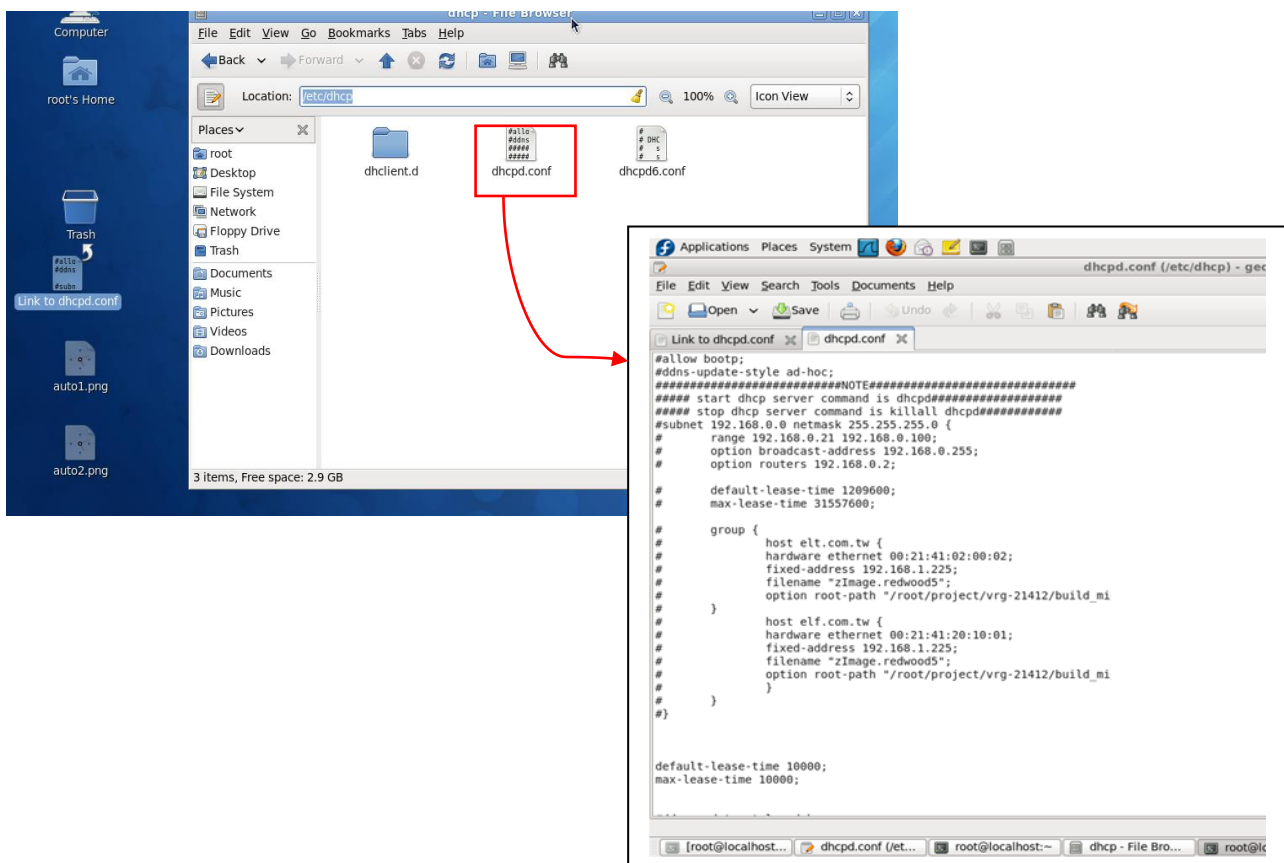 Computer
root's Home
Trash
Link to dhcpd.conf
auto1.png
auto2.png
dhcp - File Browser
File Edit View Go Bookmarks Tabs Help
Back Forward
Location: /etc/dhcp 100% Icon View
Places
root
Desktop
File System
Network
Floppy Drive
Trash
Documents
Music
Pictures
Videos
Downloads
#allo
#ddns
#####
#####
dhclient.d
dhcpd.conf
#
# DHC
# s
# s
dhcpd6.conf
#allo
#ddns
#subn
3 items, Free space: 2.9 GB
Applications Places System
dhcpd.conf (/etc/dhcp) - ged
File Edit View Search Tools Documents Help
Open Save Undo
Link to dhcpd.conf dhcpd.conf
#allow bootp;
#ddns-update-style ad-hoc;
###########################NOTE##############################
##### start dhcp server command is dhcpd###################
##### stop dhcp server command is killall dhcpd############
#subnet 192.168.0.0 netmask 255.255.255.0 {
# range 192.168.0.21 192.168.0.100;
# option broadcast-address 192.168.0.255;
# option routers 192.168.0.2;
# default-lease-time 1209600;
# max-lease-time 31557600;
# group {
# host elt.com.tw {
# hardware ethernet 00:21:41:02:00:02;
# fixed-address 192.168.1.225;
# filename "zImage.redwood5";
# option root-path "/root/project/vrg-21412/build_mi
# }
# host elf.com.tw {
# hardware ethernet 00:21:41:20:10:01;
# fixed-address 192.168.1.225;
# filename "zImage.redwood5";
# option root-path "/root/project/vrg-21412/build_mi
# }
# }
#}
default-lease-time 10000;
max-lease-time 10000;
[root@localhost... dhcpd.conf (/et... root@localhost:~ dhcp - File Bro... root@lo